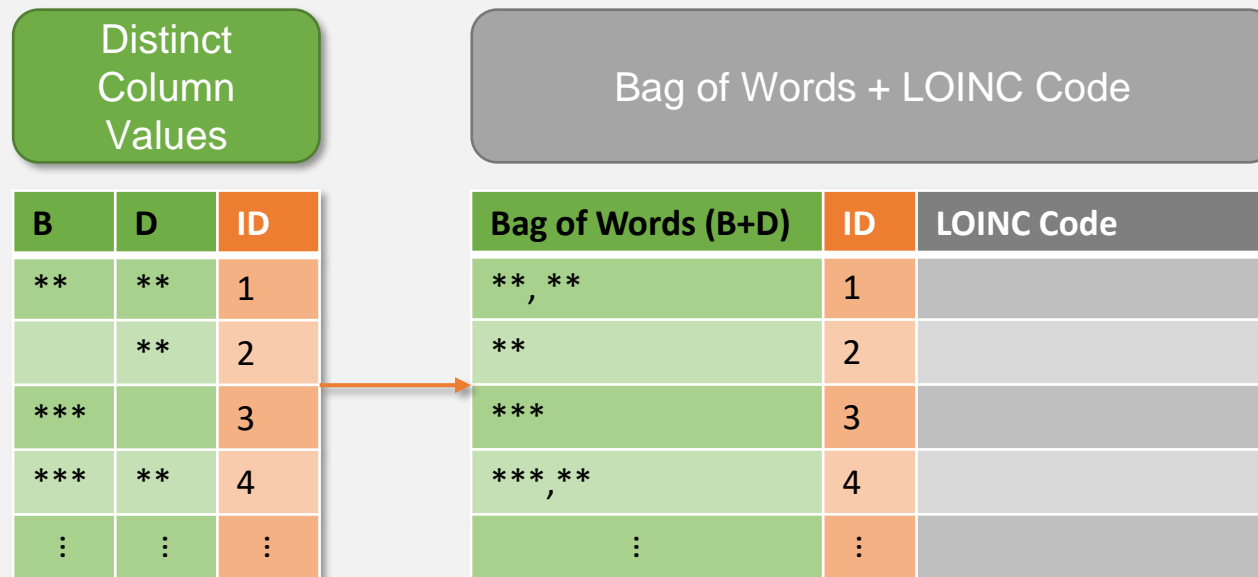 Distinct
Column
Values
Bag of Words + LOINC Code
B D ID
** ** 1
** 2
*** 3
*** ** 4
⋮ ⋮ ⋮
Bag of Words (B+D) ID LOINC Code
**, ** 1
** 2
*** 3
***,** 4
⋮ ⋮